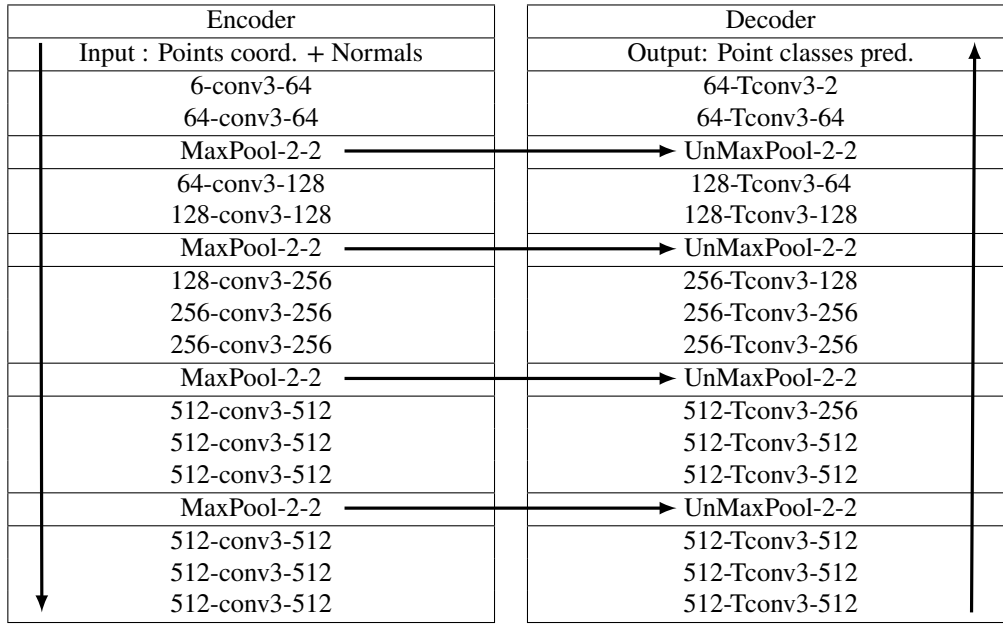 Encoder
Input : Points coord. + Normals
6-conv3-64
64-conv3-64
MaxPool-2-2
64-conv3-128
128-conv3-128
MaxPool-2-2
128-conv3-256
256-conv3-256
256-conv3-256
MaxPool-2-2
512-conv3-512
512-conv3-512
512-conv3-512
MaxPool-2-2
512-conv3-512
512-conv3-512
512-conv3-512
Decoder
Output: Point classes pred.
64-Tconv3-2
64-Tconv3-64
UnMaxPool-2-2
128-Tconv3-64
128-Tconv3-128
UnMaxPool-2-2
256-Tconv3-128
256-Tconv3-256
256-Tconv3-256
UnMaxPool-2-2
512-Tconv3-256
512-Tconv3-512
512-Tconv3-512
UnMaxPool-2-2
512-Tconv3-512
512-Tconv3-512
512-Tconv3-512